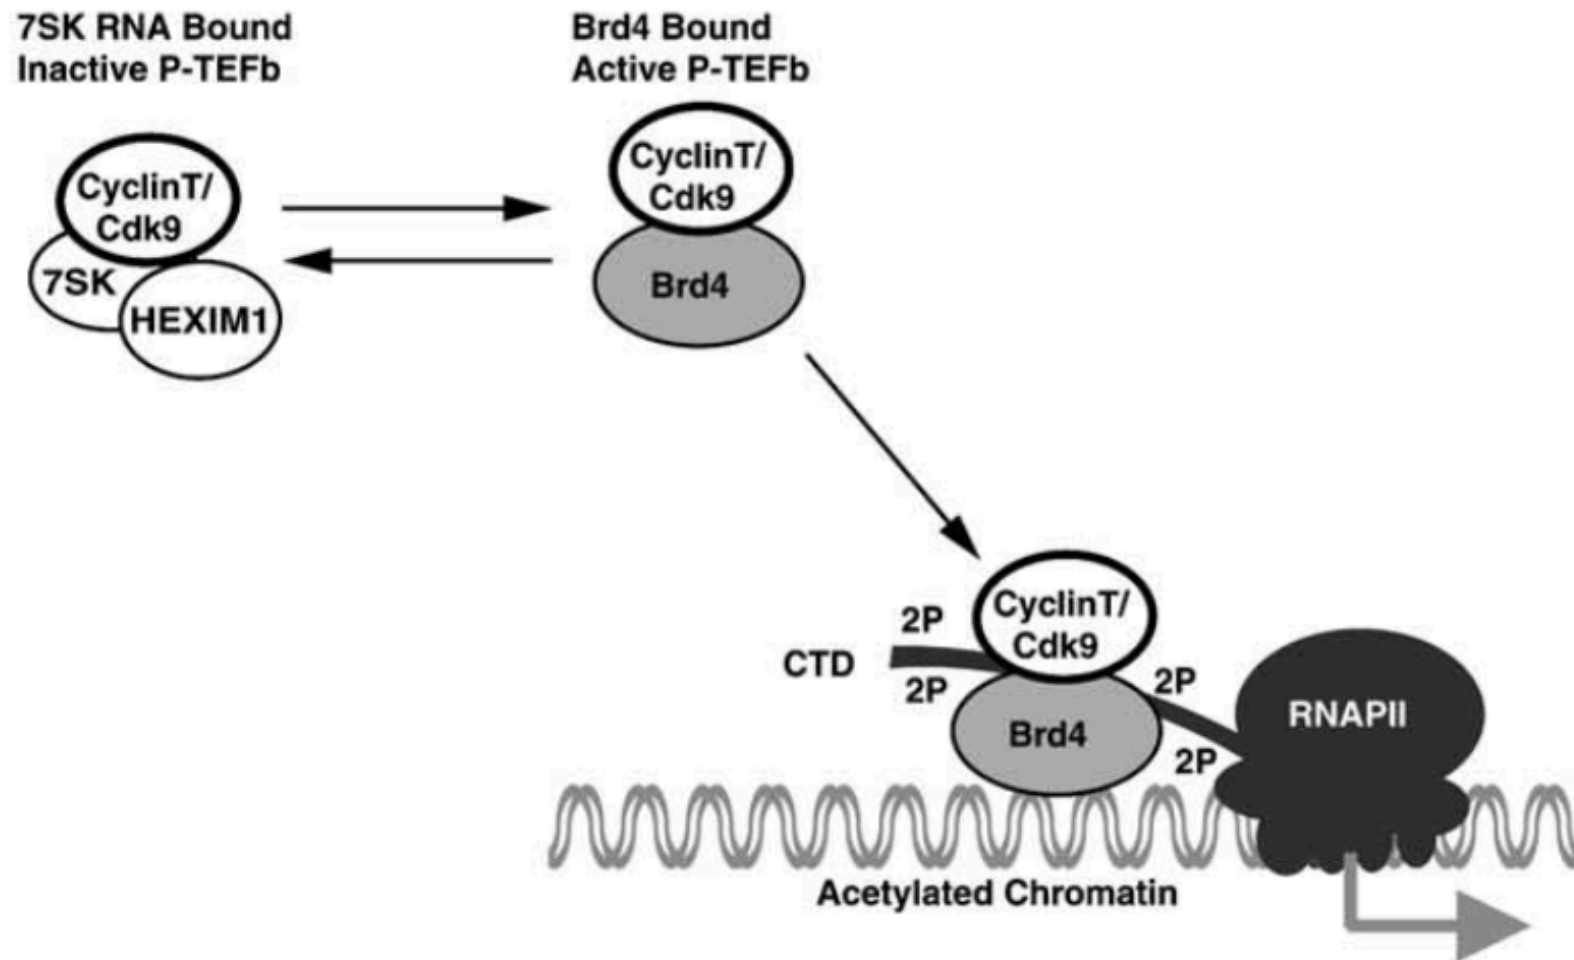 7SK RNA Bound
Inactive P-TEFb
Brd4 Bound
Active P-TEFb
CyclinT/
Cdk9
7SK
HEXIM1
CyclinT/
Cdk9
Brd4
CyclinT/
Cdk9
2P
CTD
2P
2P
Brd4
2P
RNAPII
Acetylated Chromatin